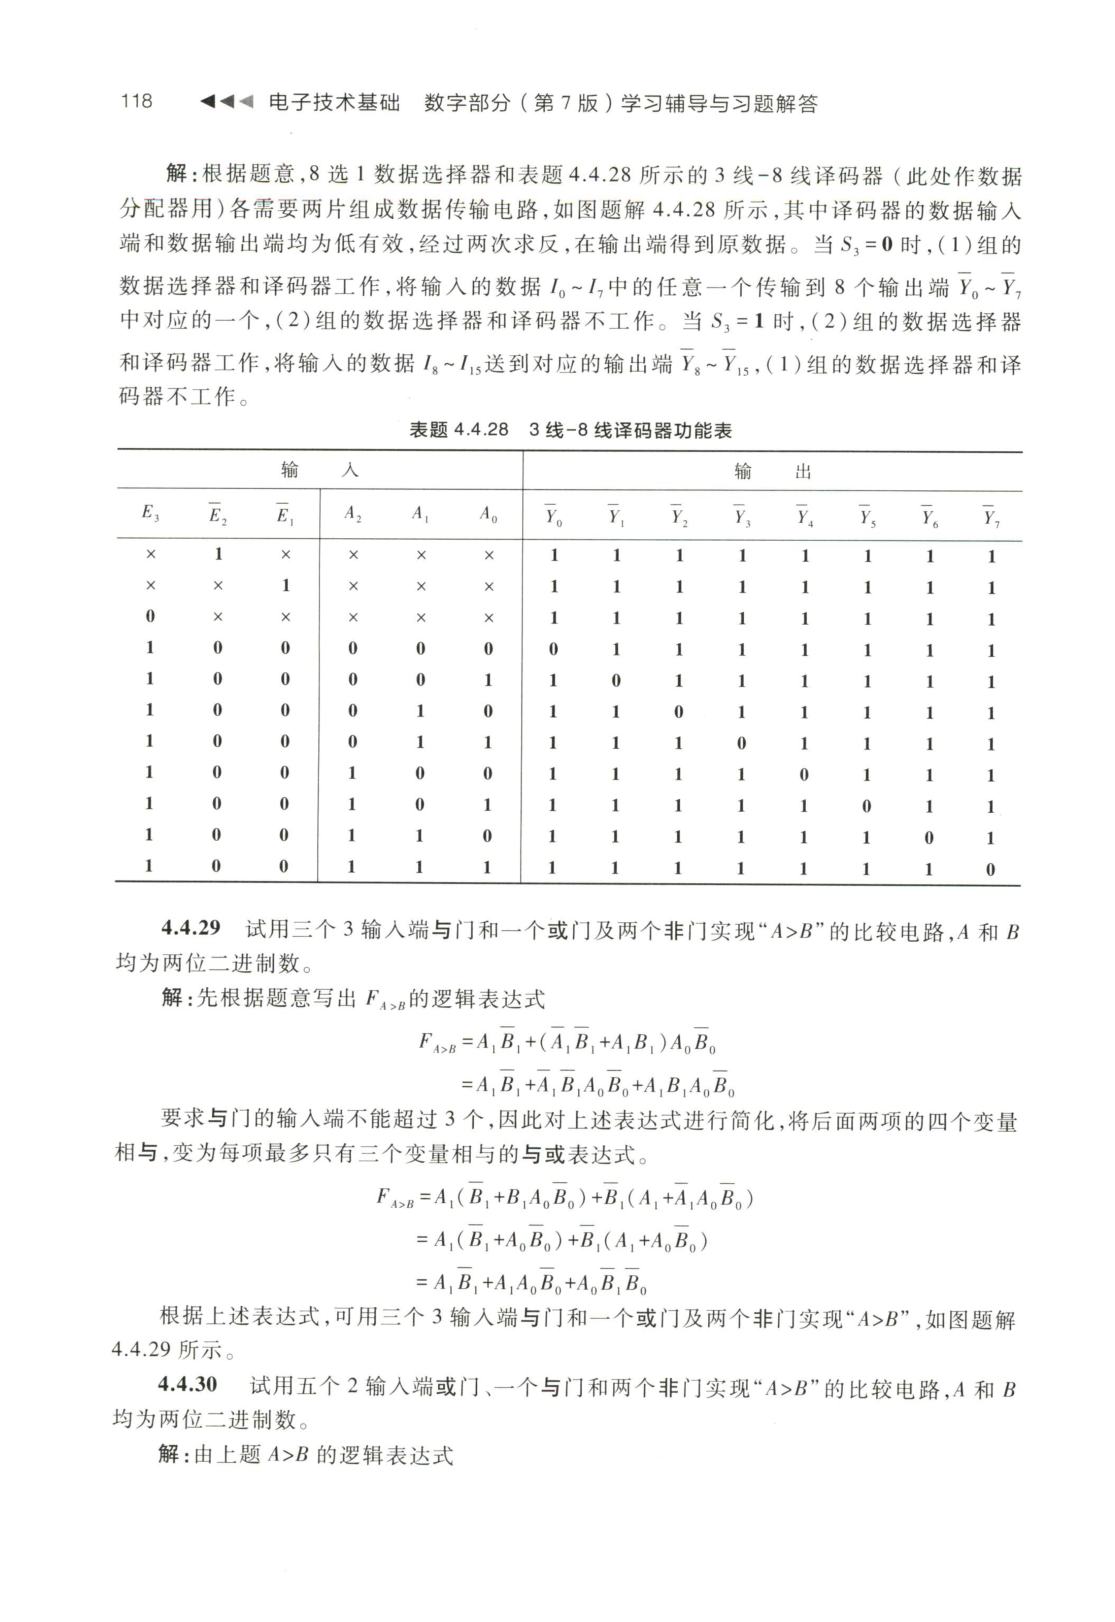 118 ◀◀◀ 电子技术基础 数字部分（第 7 版）学习辅导与习题解答
解:根据题意,8 选 1 数据选择器和表题 4.4.28 所示的 3 线-8 线译码器（此处作数据
分配器用）各需要两片组成数据传输电路,如图题解 4.4.28 所示,其中译码器的数据输入
端和数据输出端均为低有效,经过两次求反,在输出端得到原数据。当 S₃=0 时,(1)组的
数据选择器和译码器工作,将输入的数据 I₀~I₇中的任意一个传输到 8 个输出端 Y̅₀~Y̅₇
中对应的一个,(2)组的数据选择器和译码器不工作。当 S₃=1 时,(2)组的数据选择器
和译码器工作,将输入的数据 I₈~I₁₅送到对应的输出端 Y̅₈~Y̅₁₅,(1)组的数据选择器和译
码器不工作。
表题 4.4.28 3 线-8 线译码器功能表
输 入 输 出
E₃ E̅₂ E̅₁ A₂ A₁ A₀ Y̅₀ Y̅₁ Y̅₂ Y̅₃ Y̅₄ Y̅₅ Y̅₆ Y̅₇
× 1 × × × × 1 1 1 1 1 1 1 1
× × 1 × × × 1 1 1 1 1 1 1 1
0 × × × × × 1 1 1 1 1 1 1 1
1 0 0 0 0 0 0 1 1 1 1 1 1 1
1 0 0 0 0 1 1 0 1 1 1 1 1 1
1 0 0 0 1 0 1 1 0 1 1 1 1 1
1 0 0 0 1 1 1 1 1 0 1 1 1 1
1 0 0 1 0 0 1 1 1 1 0 1 1 1
1 0 0 1 0 1 1 1 1 1 1 0 1 1
1 0 0 1 1 0 1 1 1 1 1 1 0 1
1 0 0 1 1 1 1 1 1 1 1 1 1 0
4.4.29 试用三个 3 输入端与门和一个或门及两个非门实现“A>B”的比较电路,A 和 B
均为两位二进制数。
解:先根据题意写出 F_{A>B}的逻辑表达式
F_{A>B}=A₁B̅₁+(A̅₁B̅₁+A₁B₁)A₀B̅₀
=A₁B̅₁+A̅₁B̅₁A₀B̅₀+A₁B₁A₀B̅₀
要求与门的输入端不能超过 3 个,因此对上述表达式进行简化,将后面两项的四个变量
相与,变为每项最多只有三个变量相与的与或表达式。
F_{A>B}=A₁(B̅₁+B₁A₀B̅₀)+B̅₁(A₁+A̅₁A₀B̅₀)
=A₁(B̅₁+A₀B̅₀)+B̅₁(A₁+A₀B̅₀)
=A₁B̅₁+A₁A₀B̅₀+A₀B̅₁B̅₀
根据上述表达式,可用三个 3 输入端与门和一个或门及两个非门实现“A>B”,如图题解
4.4.29 所示。
4.4.30 试用五个 2 输入端或门、一个与门和两个非门实现“A>B”的比较电路,A 和 B
均为两位二进制数。
解:由上题 A>B 的逻辑表达式